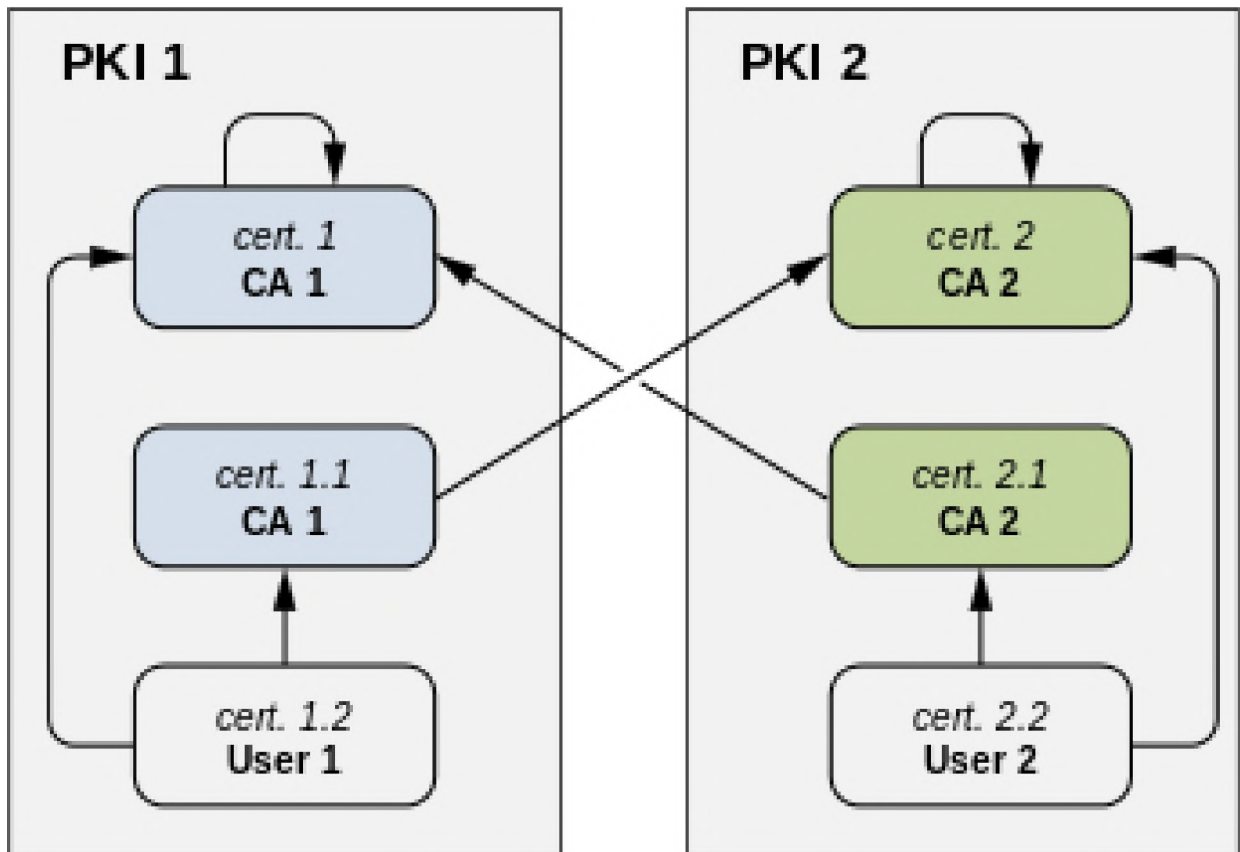 PKI 1
cert. 1
CA 1
cert. 1.1
CA 1
cert. 1.2
User 1
PKI 2
cert. 2
CA 2
cert. 2.1
CA 2
cert. 2.2
User 2